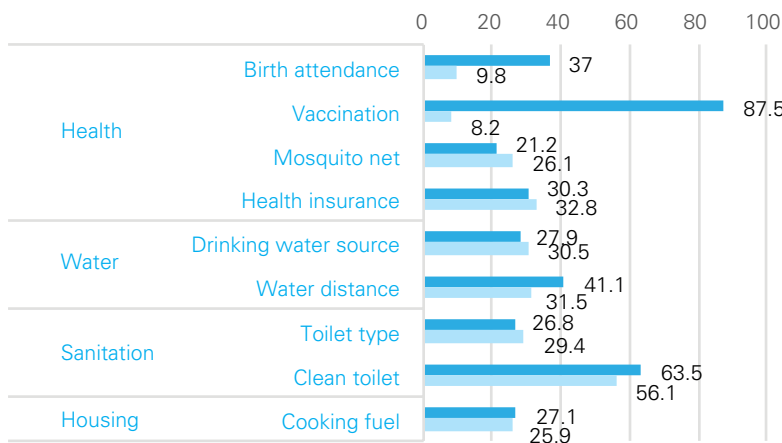 0 20 40 60 80 100
Health
Birth attendance 37
9.8
Vaccination 87.5
8.2
Mosquito net 21.2
26.1
Health insurance 30.3
32.8
Water
Drinking water source 27.9
30.5
Water distance 41.1
31.5
Sanitation
Toilet type 26.8
29.4
Clean toilet 63.5
56.1
Housing
Cooking fuel 27.1
25.9